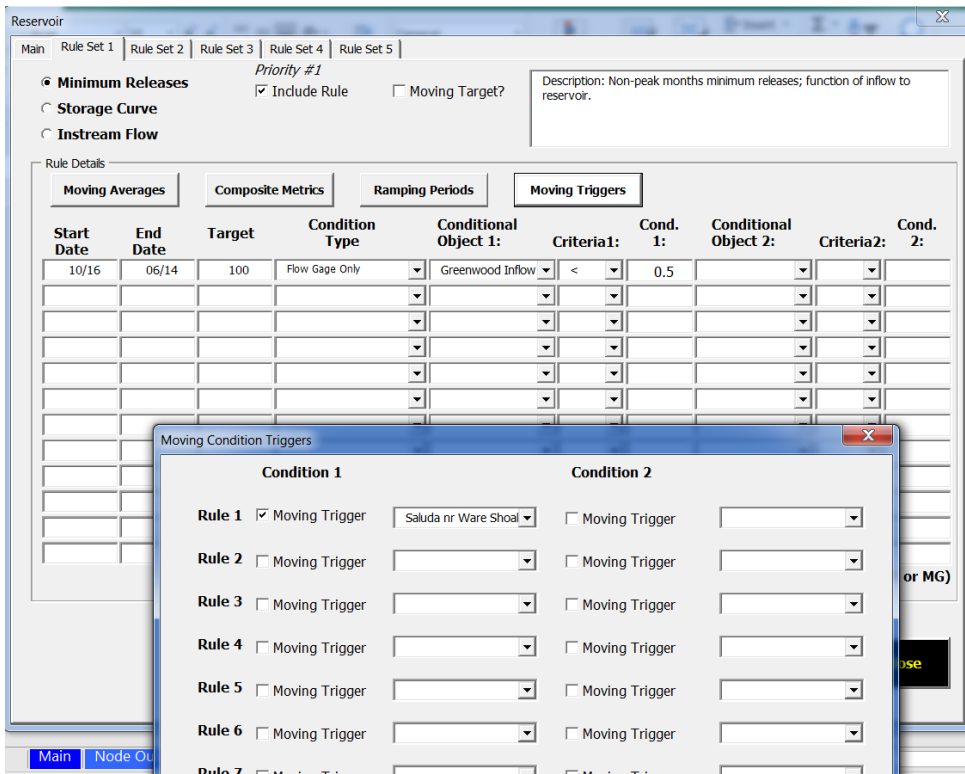 Reservoir
Main Rule Set 1 Rule Set 2 Rule Set 3 Rule Set 4 Rule Set 5
Priority #1
Minimum Releases
Include Rule Moving Target?
Storage Curve
Instream Flow
Description: Non-peak months minimum releases; function of inflow to
reservoir.
Rule Details
Moving Averages Composite Metrics Ramping Periods Moving Triggers
Start Date End Date Target Condition Type Conditional Object 1: Criteria1: Cond. 1: Conditional Object 2: Criteria2: Cond. 2:
10/16 06/14 100 Flow Gage Only Greenwood Inflow < 0.5
Moving Condition Triggers
Condition 1 Condition 2
Rule 1 Moving Trigger Saluda nr Ware Shoal Moving Trigger
Rule 2 Moving Trigger Moving Trigger
Rule 3 Moving Trigger Moving Trigger
or MG)
Rule 4 Moving Trigger Moving Trigger
ose
Rule 5 Moving Trigger Moving Trigger
Rule 6 Moving Trigger Moving Trigger
Main Node Ou
Rule 7 Moving Trigger Moving Trigger